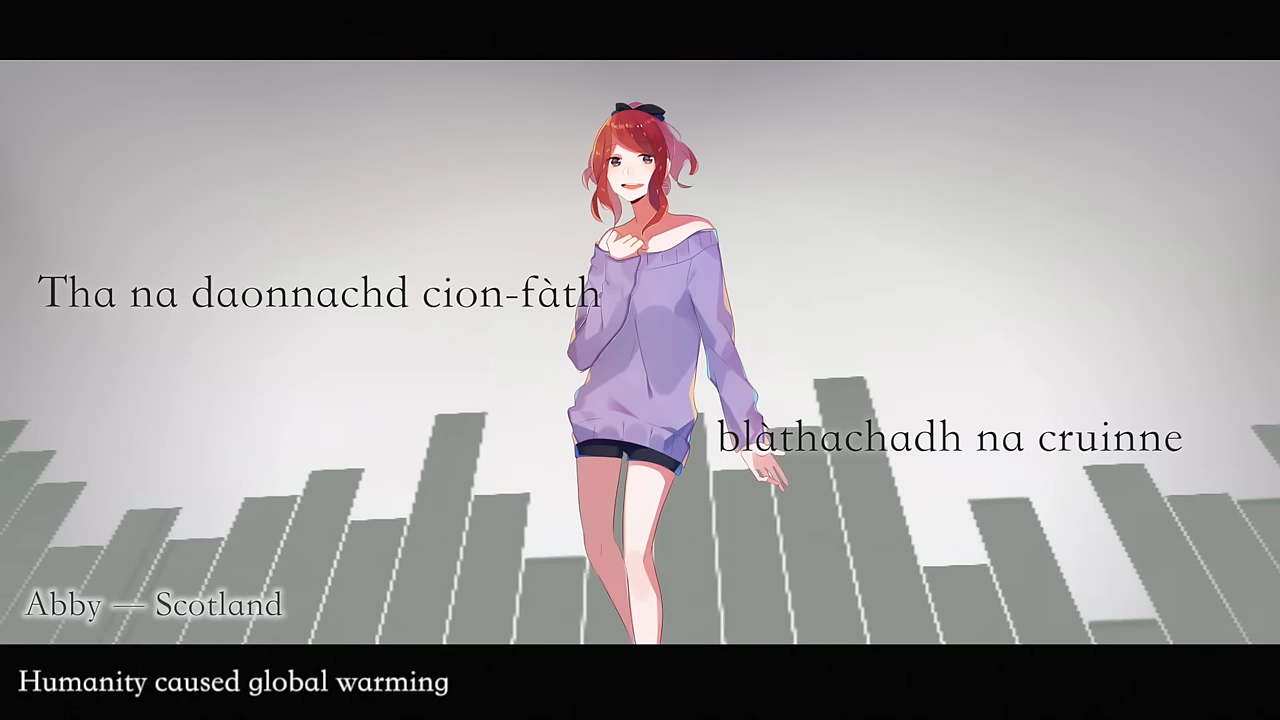 Tha na daonnachd cion-fàth
blàthachadh na cruinne
Abby — Scotland
Humanity caused global warming